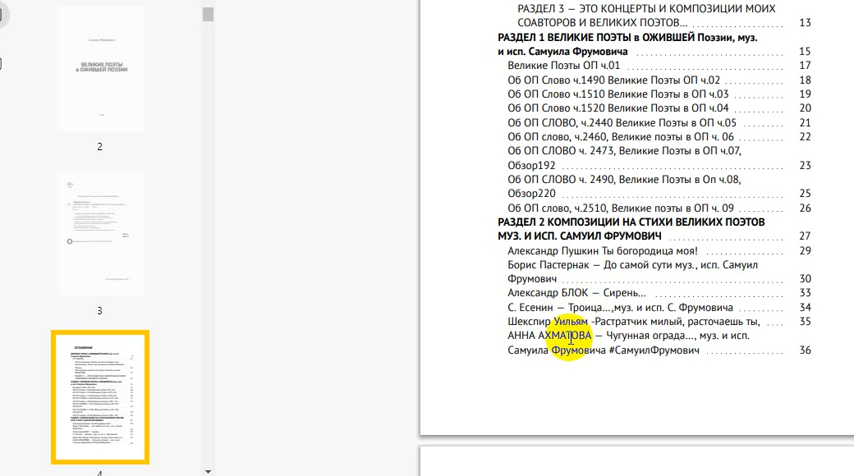 ВЕЛИКИЕ ПОЭТЫ
в ОЖИВШЕЙ ПОЭЗИИ
2
3
4
РАЗДЕЛ 3 — ЭТО КОНЦЕРТЫ И КОМПОЗИЦИИ МОИХ
СОАВТОРОВ И ВЕЛИКИХ ПОЭТОВ... 13
РАЗДЕЛ 1 ВЕЛИКИЕ ПОЭТЫ в ОЖИВШЕЙ Поэзии, муз.
и исп. Самуила Фрумовича 15
Великие Поэты ОП ч.01 17
Об ОП Слово ч.1490 Великие Поэты ОП ч.02 18
Об ОП Слово ч.1510 Великие Поэты в ОП ч.03 19
Об ОП Слово ч.1520 Великие Поэты в ОП ч.04 20
Об ОП СЛОВО, ч.2440 Великие Поэты в ОП ч.05 21
Об ОП слово, ч.2460, Великие поэты в ОП ч. 06 22
Об ОП СЛОВО ч. 2473, Великие Поэты в ОП ч.07,
Обзор192 23
Об ОП СЛОВО ч. 2490, Великие Поэты в Оп ч.08,
Обзор220 25
Об ОП слово, ч.2510, Великие поэты в ОП ч. 09 26
РАЗДЕЛ 2 КОМПОЗИЦИИ НА СТИХИ ВЕЛИКИХ ПОЭТОВ
МУЗ. И ИСП. САМУИЛ ФРУМОВИЧ 27
Александр Пушкин Ты богородица моя! 29
Борис Пастернак — До самой сути муз., исп. Самуил
Фрумович 30
Александр БЛОК — Сирень... 33
С. Есенин — Троица...,муз. и исп. С. Фрумовича 34
Шекспир Уильям -Растратчик милый, расточаешь ты, 35
АННА АХМАТОВА — Чугунная ограда..., муз. и исп.
Самуила Фрумовича #СамуилФрумович 36